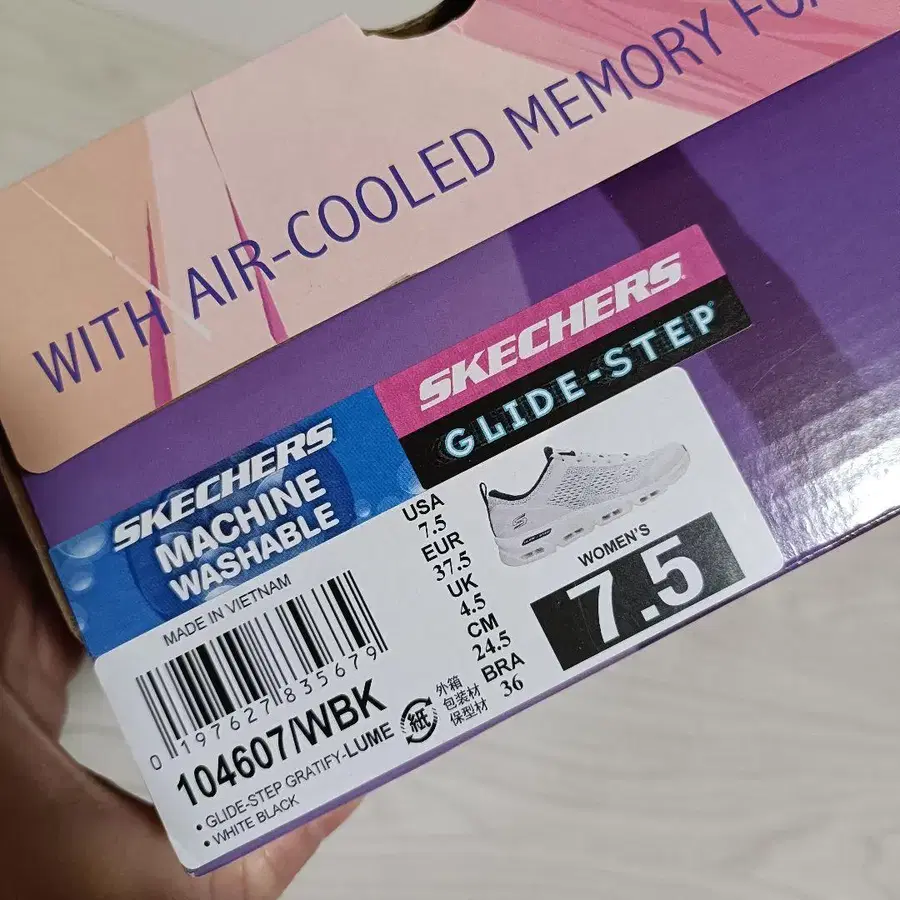 WITH AIR-COOLED MEMORY
SKECHERS
GLIDE-STEP
SKECHERS
MACHINE
WASHABLE
MADE IN VIETNAM
0 197627 835679
104607/WBK
• GLIDE-STEP GRATIFY-LUME
• WHITE BLACK
紙
外箱
包装材
保型材
USA
7.5
EUR
37.5
UK
4.5
CM
24.5
BRA
36
WOMEN'S
7.5